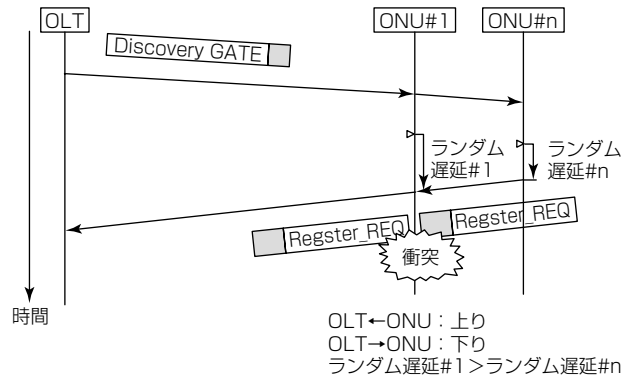 OLT
ONU#1
ONU#n
Discovery GATE
ランダム
遅延#1
ランダム
遅延#n
Regster_REQ
Regster_REQ
衝突
時間
OLT←ONU：上り
OLT→ONU：下り
ランダム遅延#1＞ランダム遅延#n